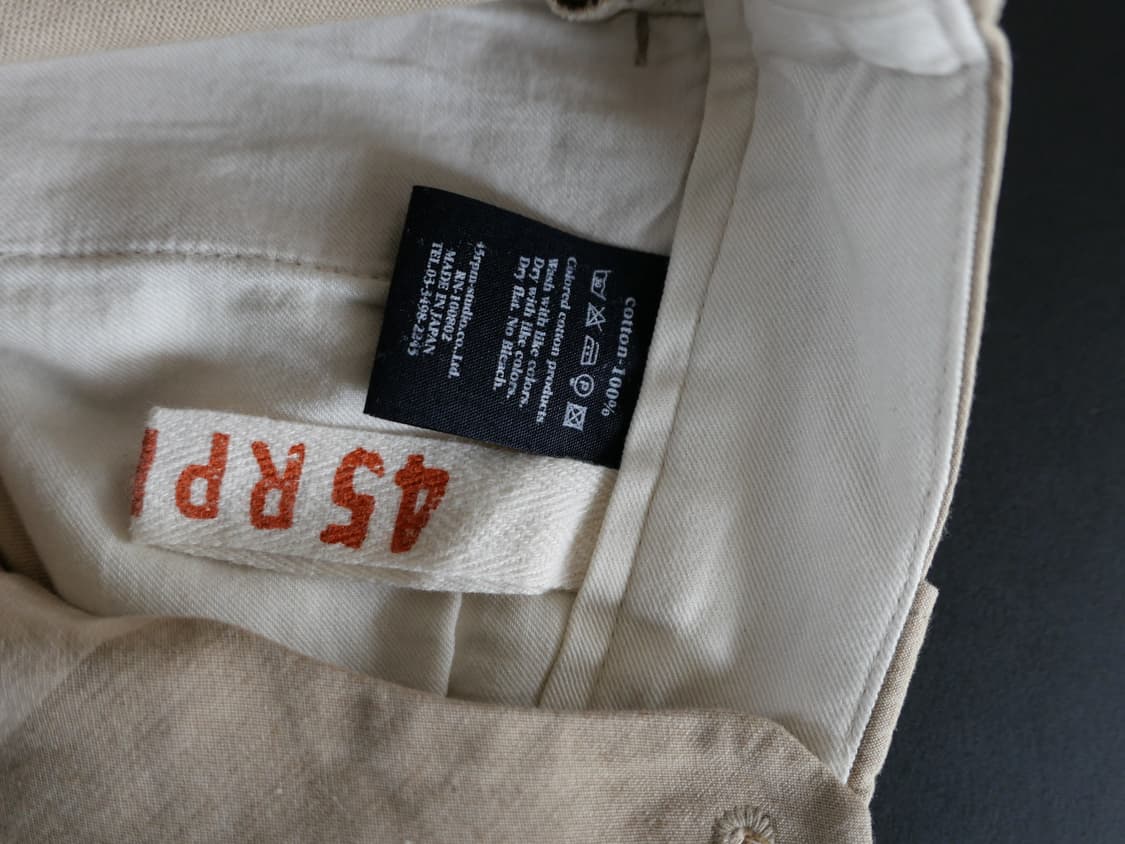 cotton-100%
Colored cotton products
Wash with like colors.
Dry with like colors.
Dry flat. No Bleach.
45rpm-studio.co.,Ltd.
RN-100802
MADE IN JAPAN
TEL.03-3498-2245
45RP